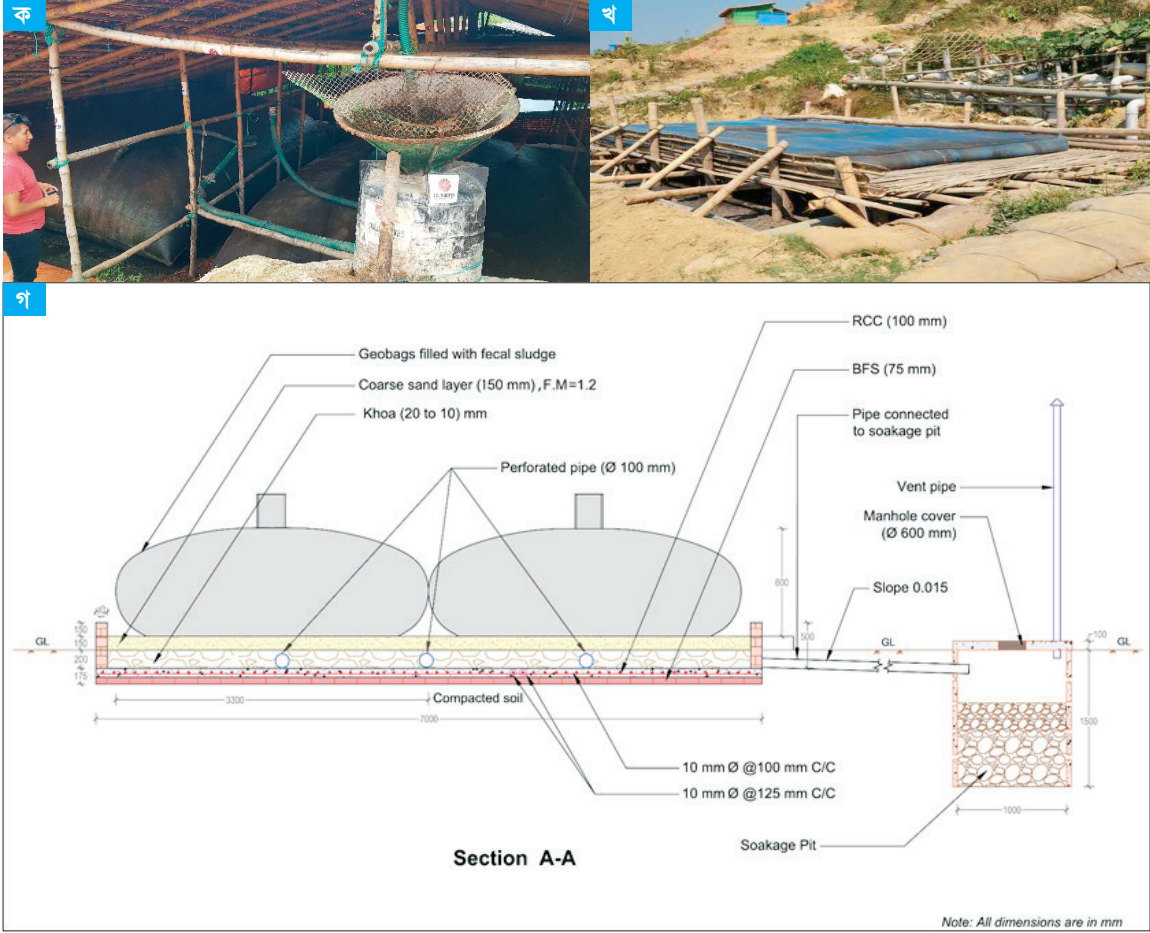 ক
খ
গ
RCC (100 mm)
Geobags filled with fecal sludge
BFS (75 mm)
Coarse sand layer (150 mm), F.M=1.2
Khoa (20 to 10) mm
Pipe connected
to soakage pit
Perforated pipe (Ø 100 mm)
Vent pipe
Manhole cover
(Ø 600 mm)
600
Slope 0.015
150
500
GL
150
GL
100
GL
200
175
3300
Compacted soil
7000
1500
10 mm Ø @100 mm C/C
10 mm Ø @125 mm C/C
1000
Soakage Pit
Section A-A
Note: All dimensions are in mm